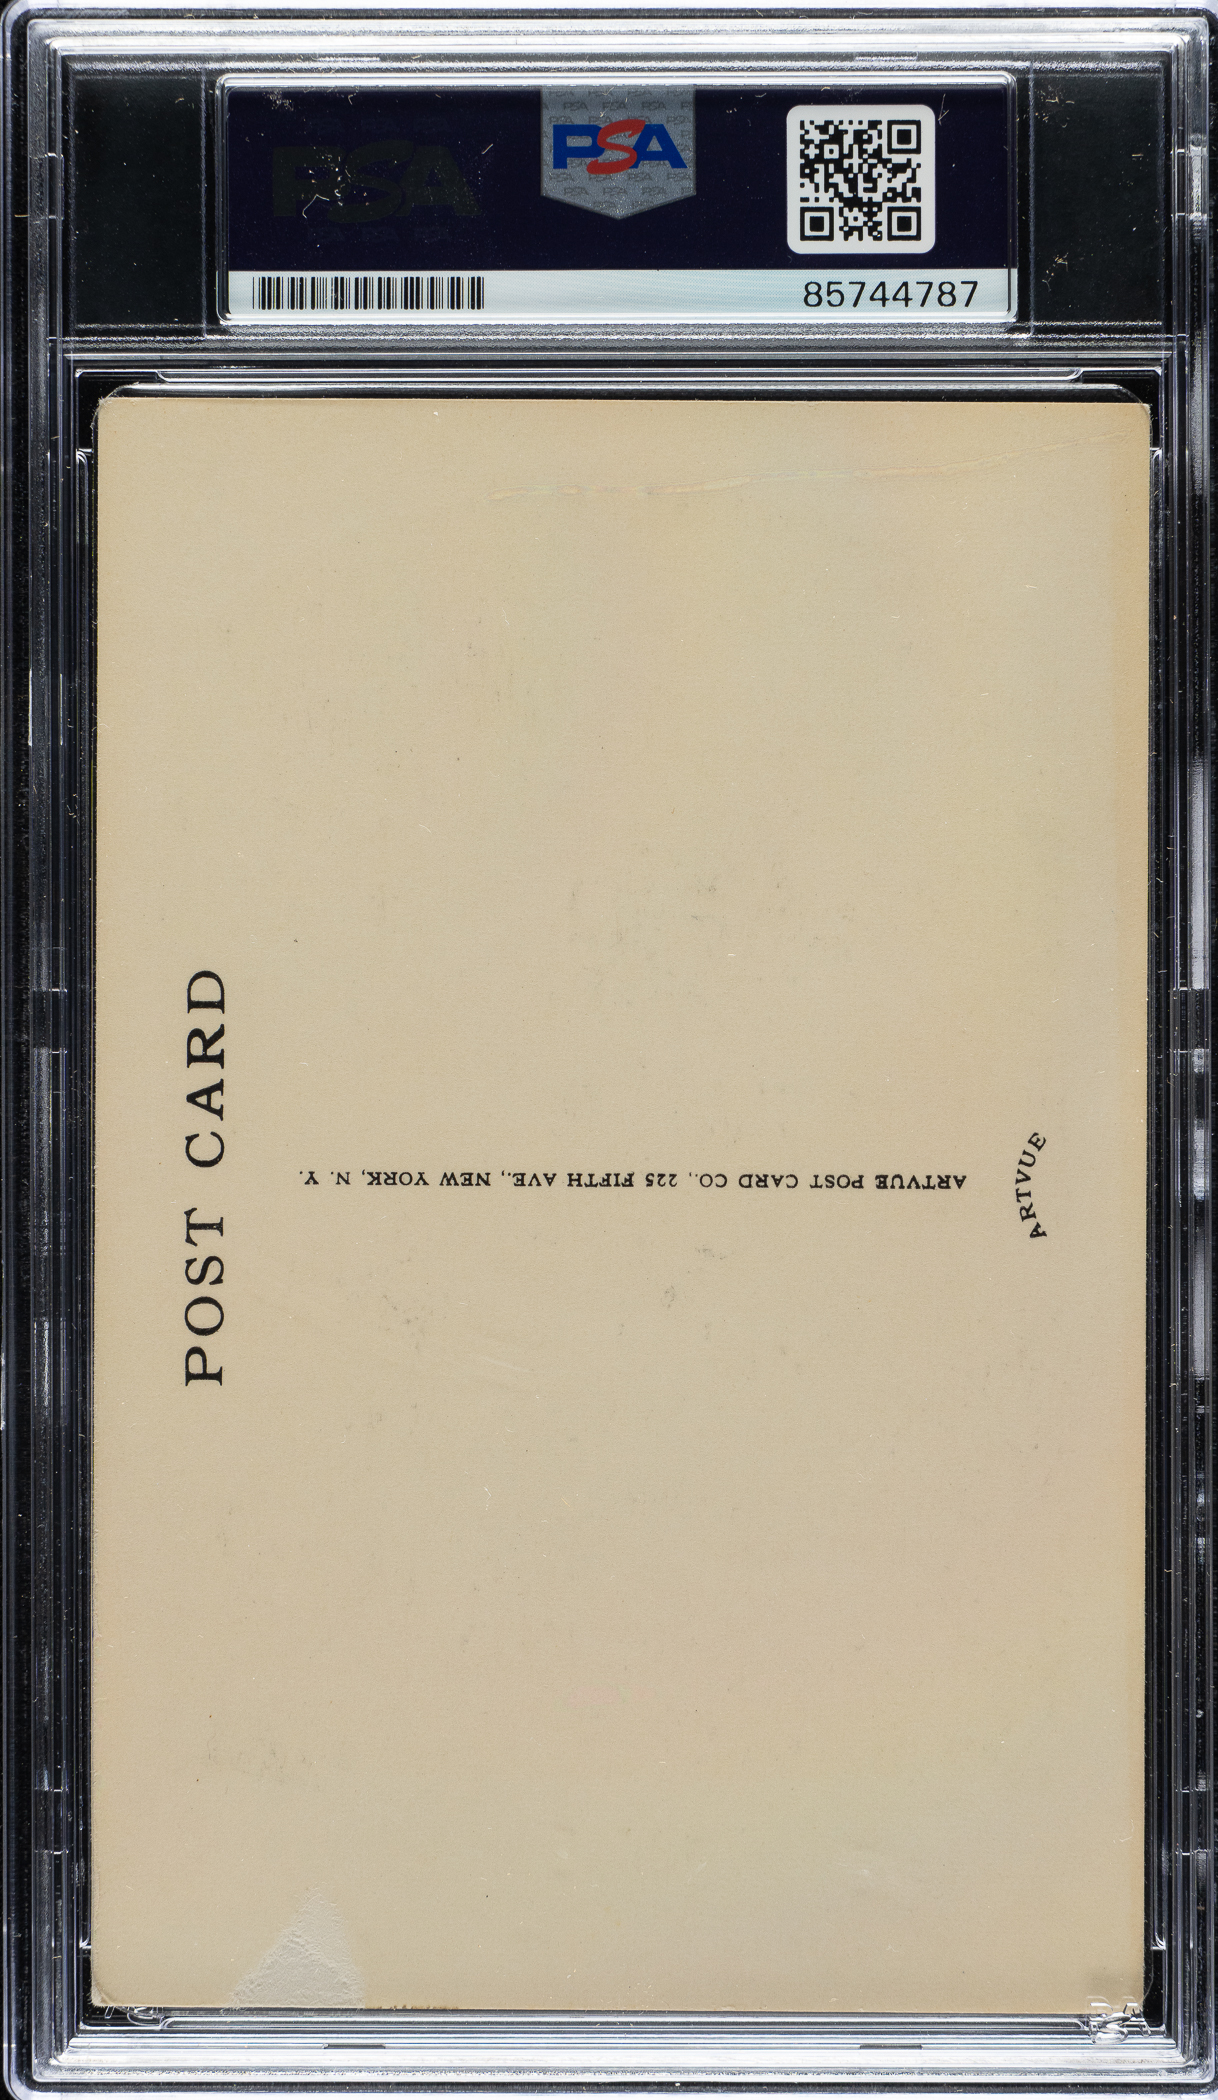 PSA
85744787
POST CARD
ARTVUE POST CARD CO., 225 FIFTH AVE., NEW YORK, N. Y.
ARTVUE